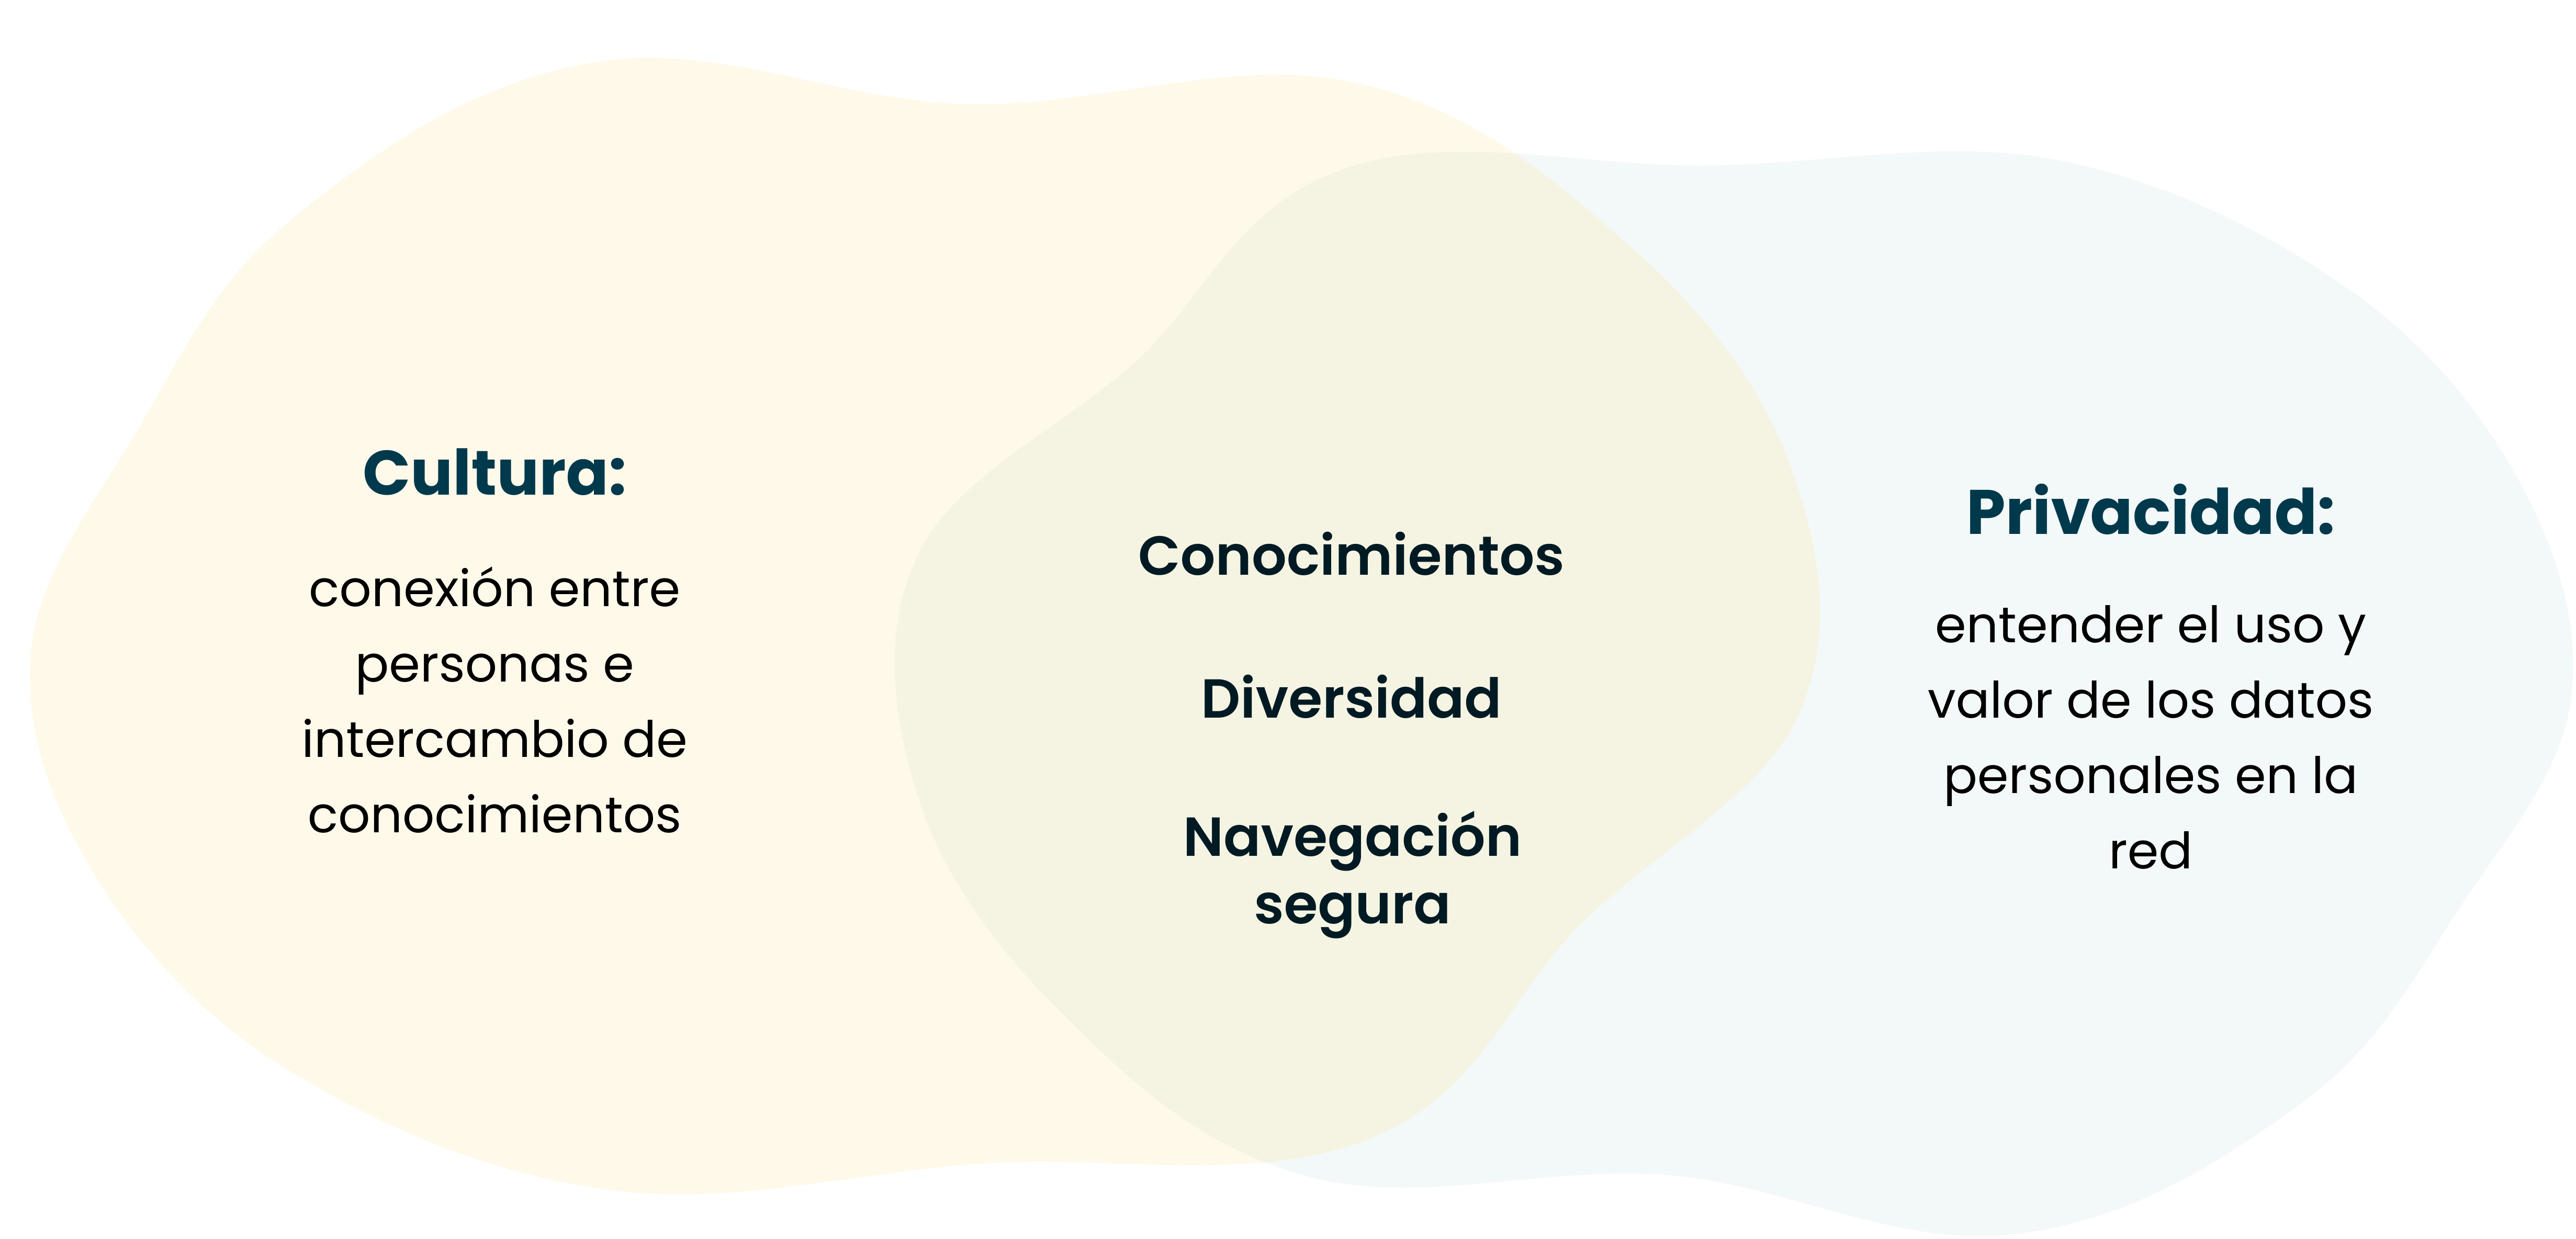 Cultura:
conexión entre
personas e
intercambio de
conocimientos
Conocimientos
Diversidad
Navegación
segura
Privacidad:
entender el uso y
valor de los datos
personales en la
red